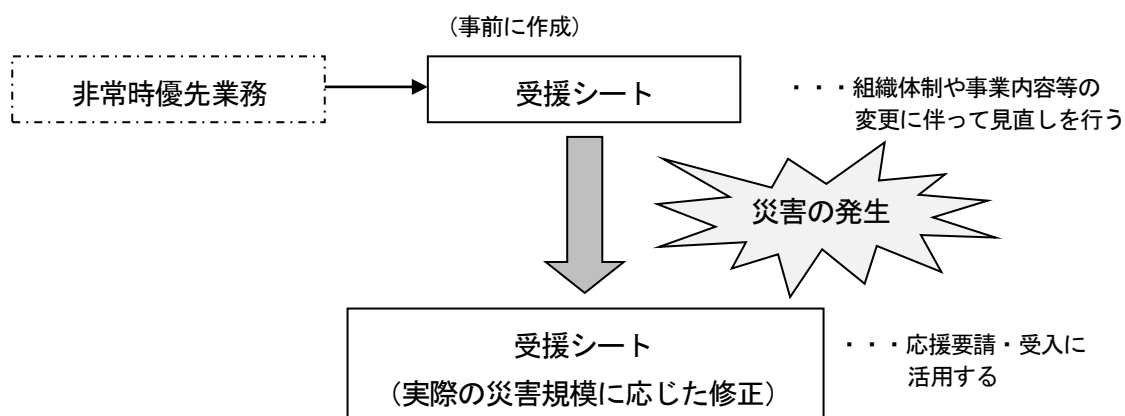 （事前に作成）
非常時優先業務
受援シート
・・・組織体制や事業内容等の
変更に伴って見直しを行う
災害の発生
受援シート
（実際の災害規模に応じた修正）
・・・応援要請・受入に
活用する